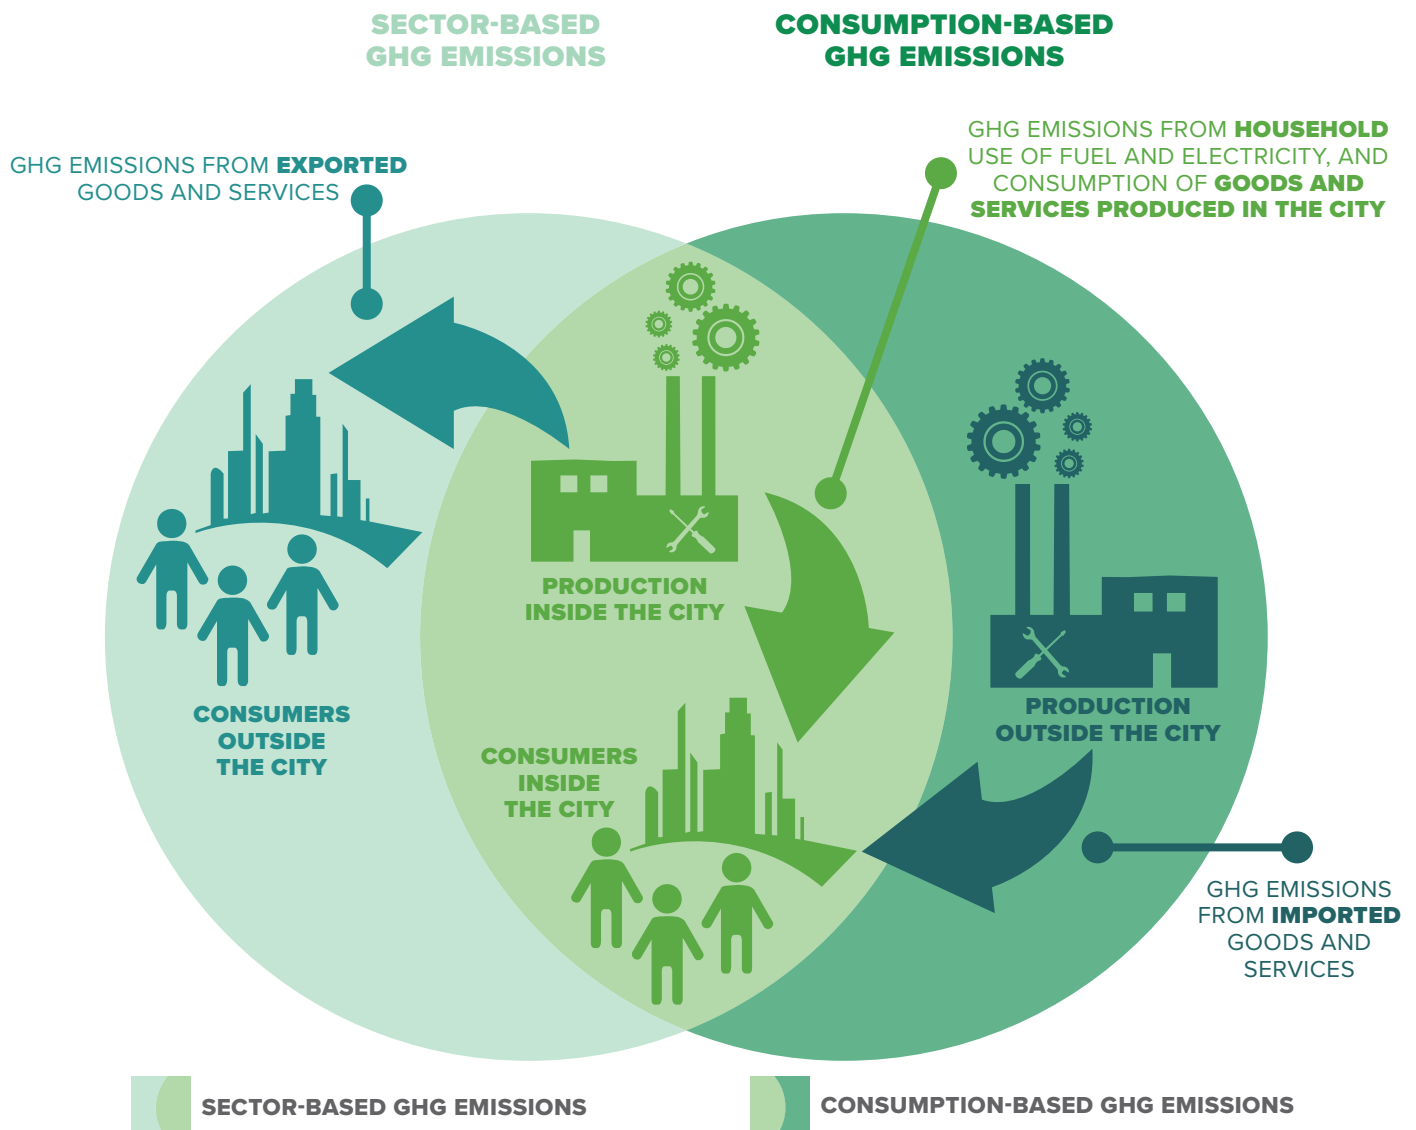 SECTOR-BASED
GHG EMISSIONS
CONSUMPTION-BASED
GHG EMISSIONS
GHG EMISSIONS FROM EXPORTED
GOODS AND SERVICES
GHG EMISSIONS FROM HOUSEHOLD
USE OF FUEL AND ELECTRICITY, AND
CONSUMPTION OF GOODS AND
SERVICES PRODUCED IN THE CITY
PRODUCTION
INSIDE THE CITY
CONSUMERS
OUTSIDE
THE CITY
PRODUCTION
OUTSIDE THE CITY
CONSUMERS
INSIDE
THE CITY
GHG EMISSIONS
FROM IMPORTED
GOODS AND
SERVICES
SECTOR-BASED GHG EMISSIONS
CONSUMPTION-BASED GHG EMISSIONS